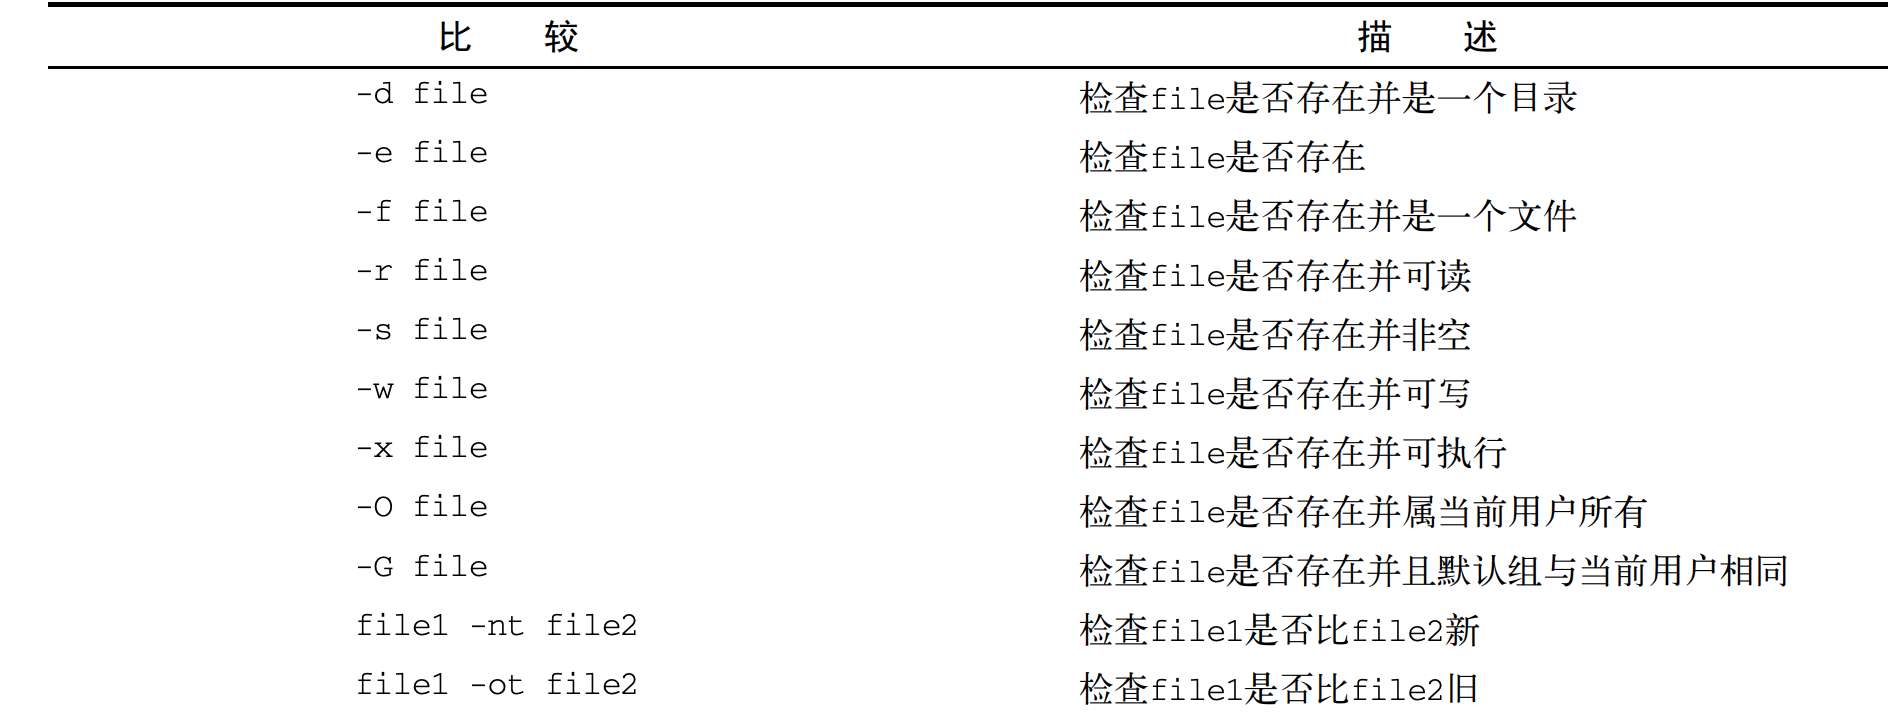 比 较 描 述
-d file 检查file是否存在并是一个目录
-e file 检查file是否存在
-f file 检查file是否存在并是一个文件
-r file 检查file是否存在并可读
-s file 检查file是否存在并非空
-w file 检查file是否存在并可写
-x file 检查file是否存在并可执行
-O file 检查file是否存在并属当前用户所有
-G file 检查file是否存在并且默认组与当前用户相同
file1 -nt file2 检查file1是否比file2新
file1 -ot file2 检查file1是否比file2旧